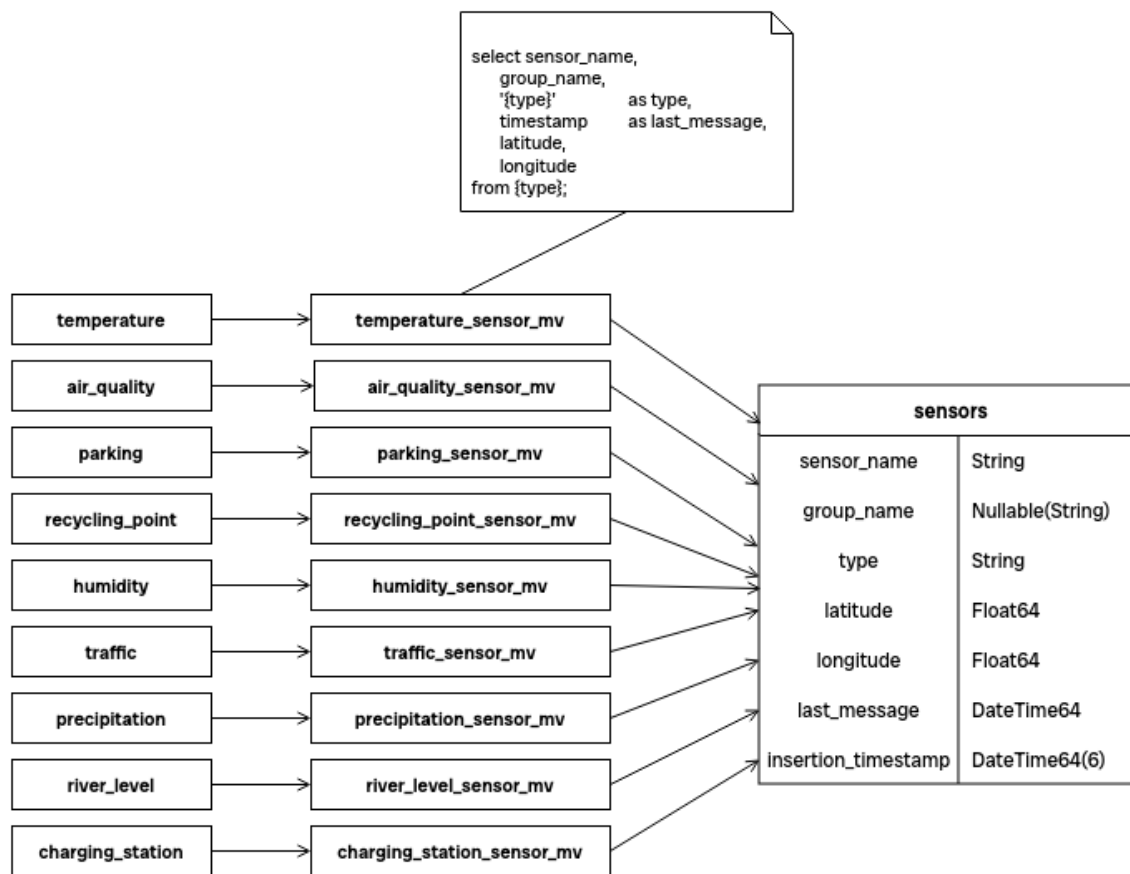 select sensor_name,
group_name,
'{type}' as type,
timestamp as last_message,
latitude,
longitude
from {type};
temperature
temperature_sensor_mv
air_quality
air_quality_sensor_mv
parking
parking_sensor_mv
recycling_point
recycling_point_sensor_mv
humidity
humidity_sensor_mv
traffic
traffic_sensor_mv
precipitation
precipitation_sensor_mv
river_level
river_level_sensor_mv
charging_station
charging_station_sensor_mv
sensors
sensor_name String
group_name Nullable(String)
type String
latitude Float64
longitude Float64
last_message DateTime64
insertion_timestamp DateTime64(6)